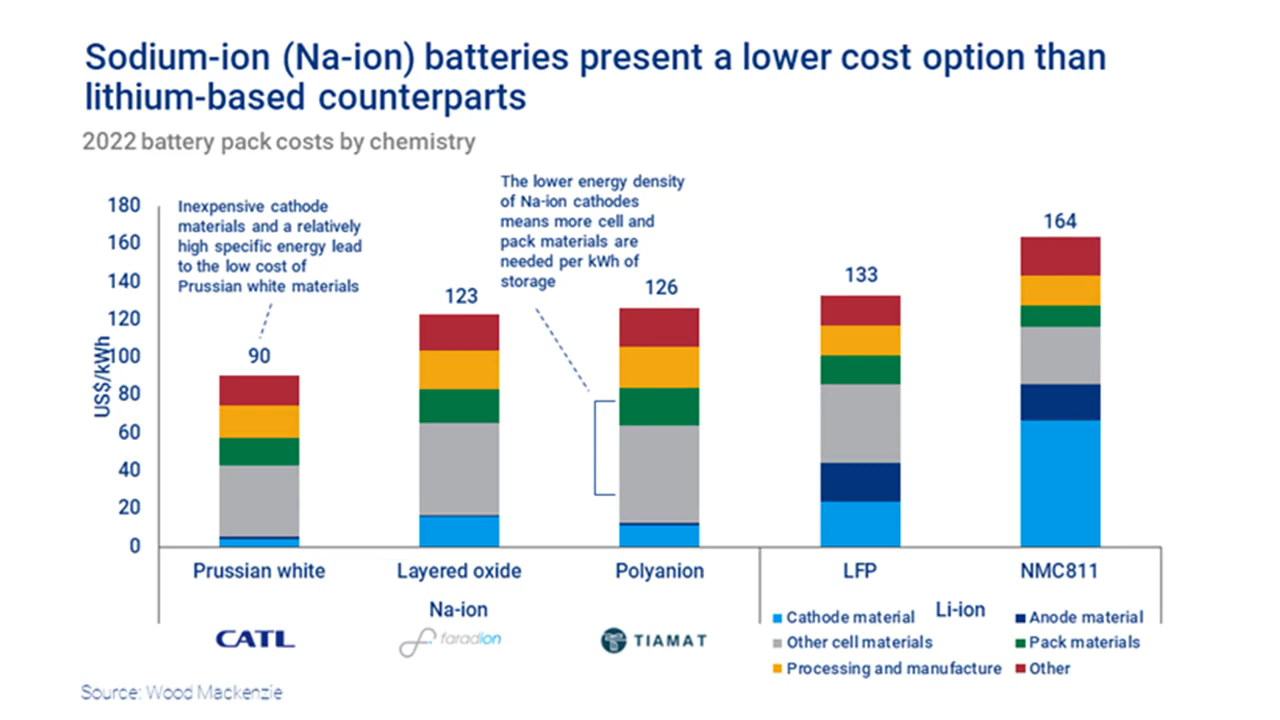 Sodium-ion (Na-ion) batteries present a lower cost option than
lithium-based counterparts
2022 battery pack costs by chemistry
The lower energy density
of Na-ion cathodes
means more cell and
pack materials are
needed per kWh of
storage
Inexpensive cathode
materials and a relatively
high specific energy lead
to the low cost of
Prussian white materials
US$/kWh
180
160
140
120
100
80
60
40
20
0
90
123
126
133
164
Prussian white
Layered oxide
Polyanion
LFP
NMC811
Na-ion
Li-ion
CATL
faradion
TIAMAT
Cathode material
Anode material
Other cell materials
Pack materials
Processing and manufacture
Other
Source: Wood Mackenzie